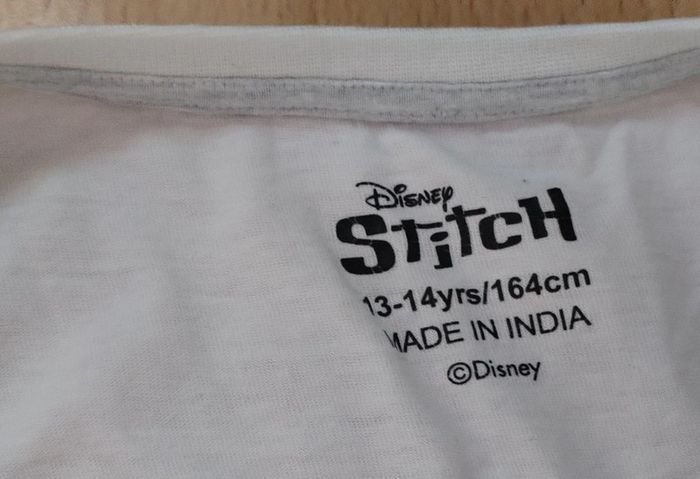 Disney
Stitch
13-14yrs/164cm
MADE IN INDIA
©Disney